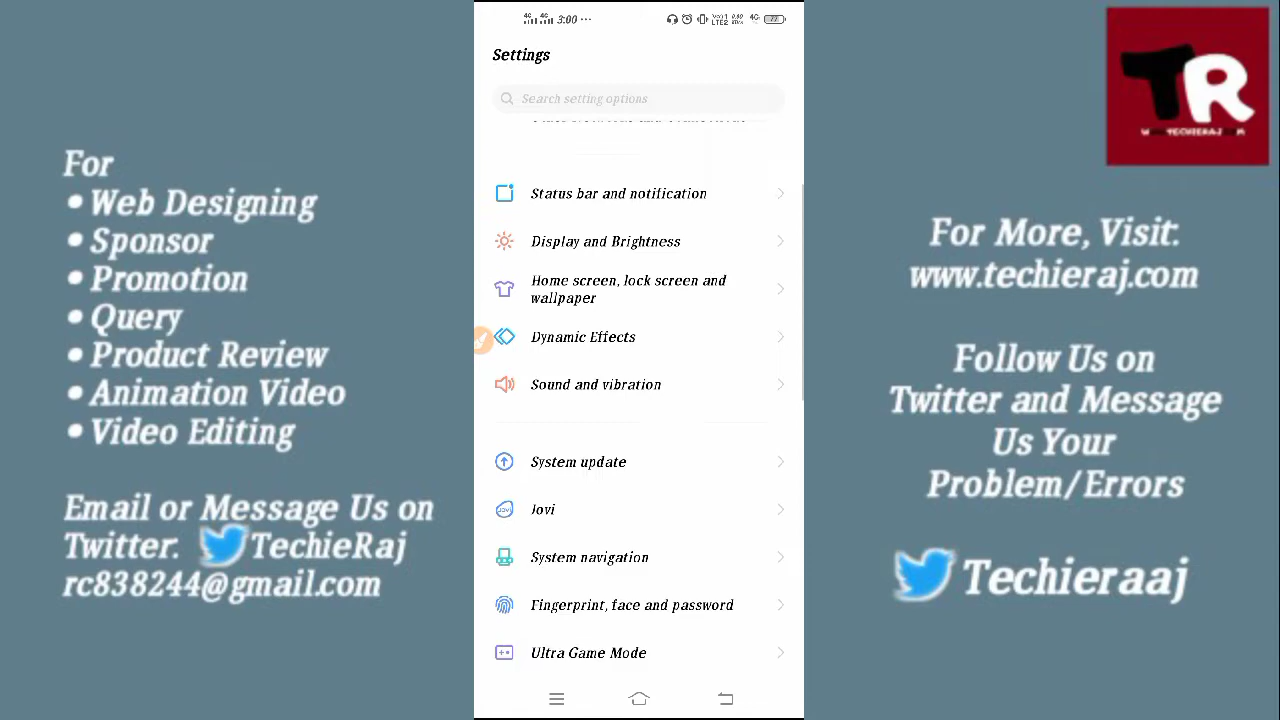 For
• Web Designing
• Sponsor
• Promotion
• Query
• Product Review
• Animation Video
• Video Editing
Email or Message Us on
Twitter. TechieRaj
rc838244@gmail.com
3:00 ...
4G
77
Settings
Search setting options
Status bar and notification
Display and Brightness
Home screen, lock screen and
wallpaper
Dynamic Effects
Sound and vibration
System update
Jovi
System navigation
Fingerprint, face and password
Ultra Game Mode
TR
For More, Visit:
www.techieraj.com
Follow Us on
Twitter and Message
Us Your
Problem/Errors
Techieraaj